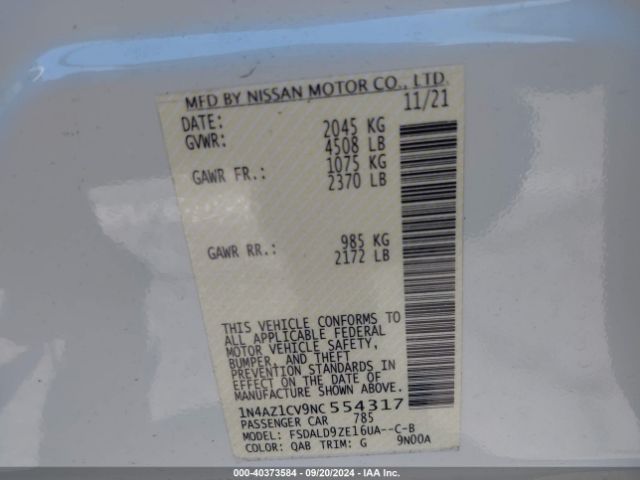 MFD BY NISSAN MOTOR CO., LTD.
DATE: 11/21
GVWR: 2045 KG
4508 LB
GAWR FR.: 1075 KG
2370 LB
GAWR RR.: 985 KG
2172 LB
THIS VEHICLE CONFORMS TO
ALL APPLICABLE FEDERAL
MOTOR VEHICLE SAFETY,
BUMPER, AND THEFT
PREVENTION STANDARDS IN
EFFECT ON THE DATE OF
MANUFACTURE SHOWN ABOVE.
1N4AZ1CV9NC554317
PASSENGER CAR 785
MODEL: FSDALD9ZE16UA--C-B
COLOR: QAB TRIM: G 9N00A
000-40373584 - 09/20/2024 - IAA Inc.